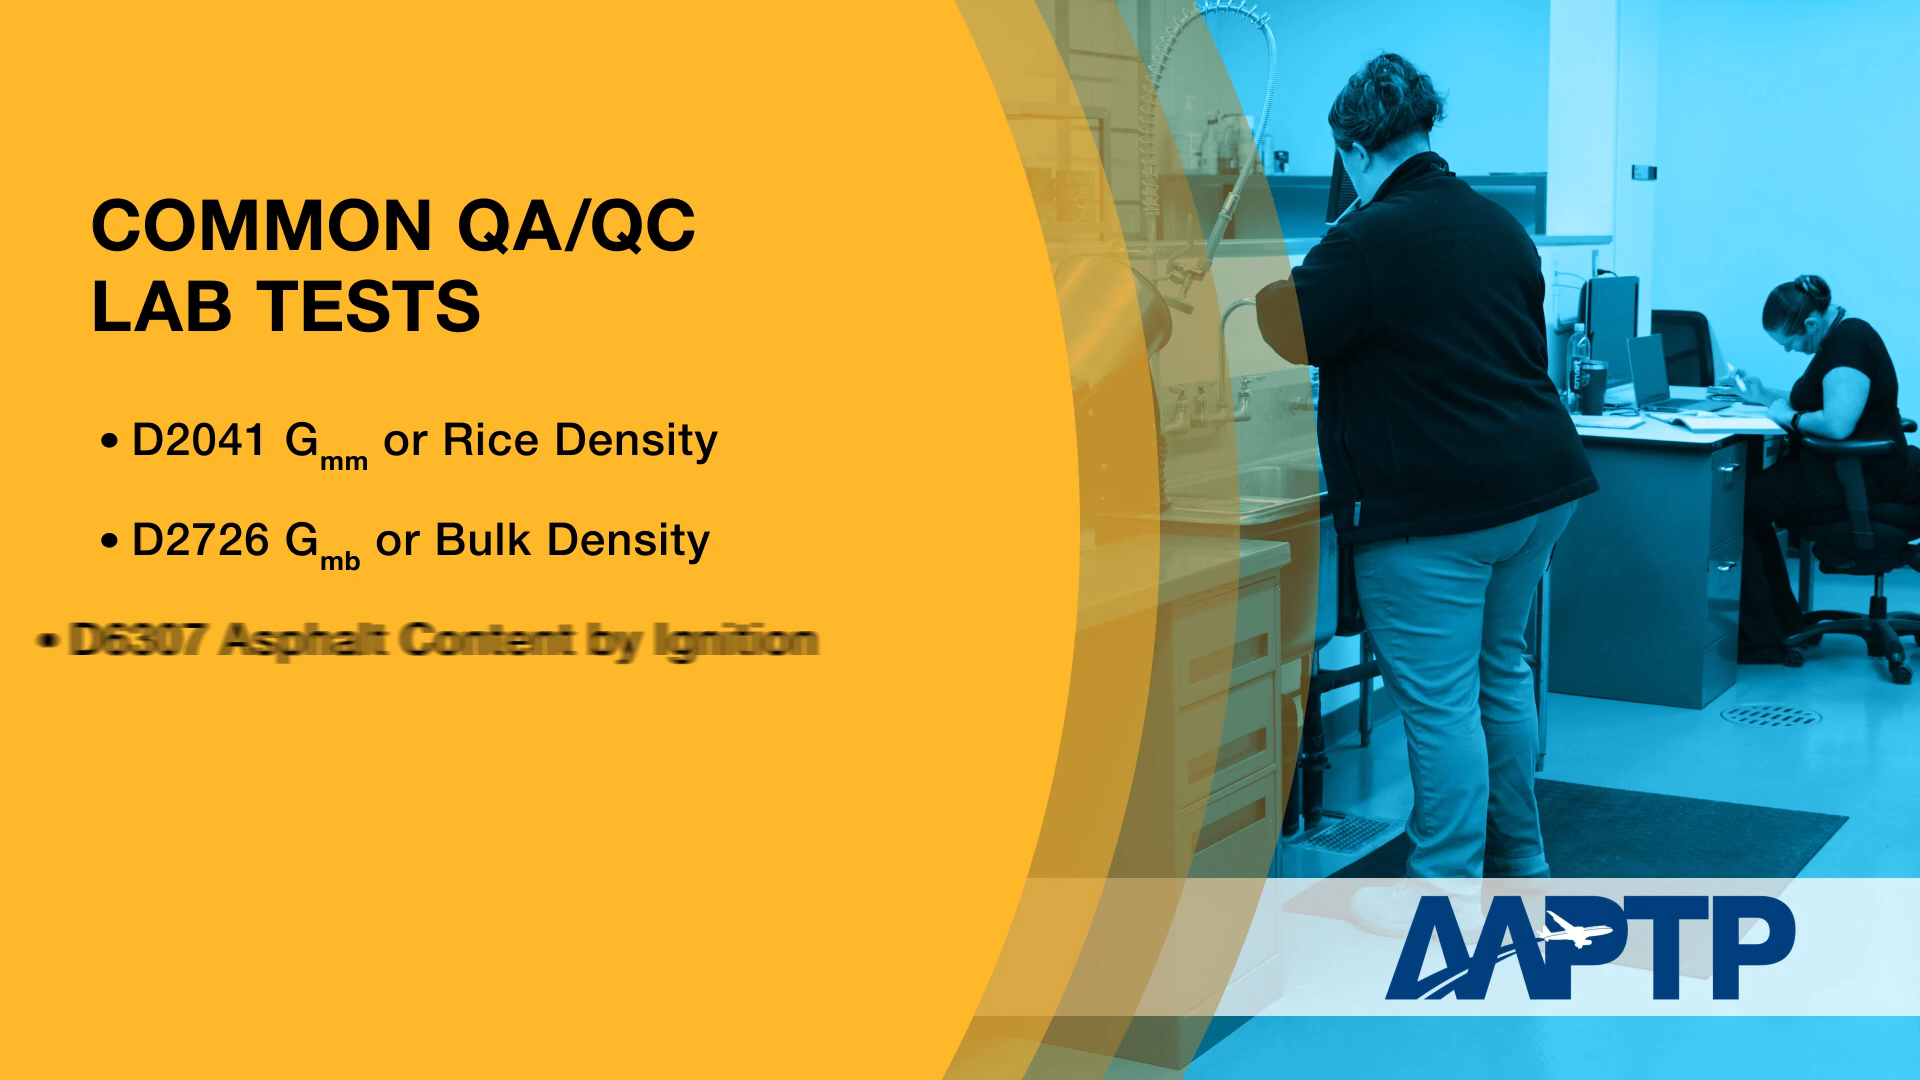 COMMON QA/QC
LAB TESTS
• D2041 Gmm or Rice Density
• D2726 Gmb or Bulk Density
• D6307 Asphalt Content by Ignition
smart
AAPTP